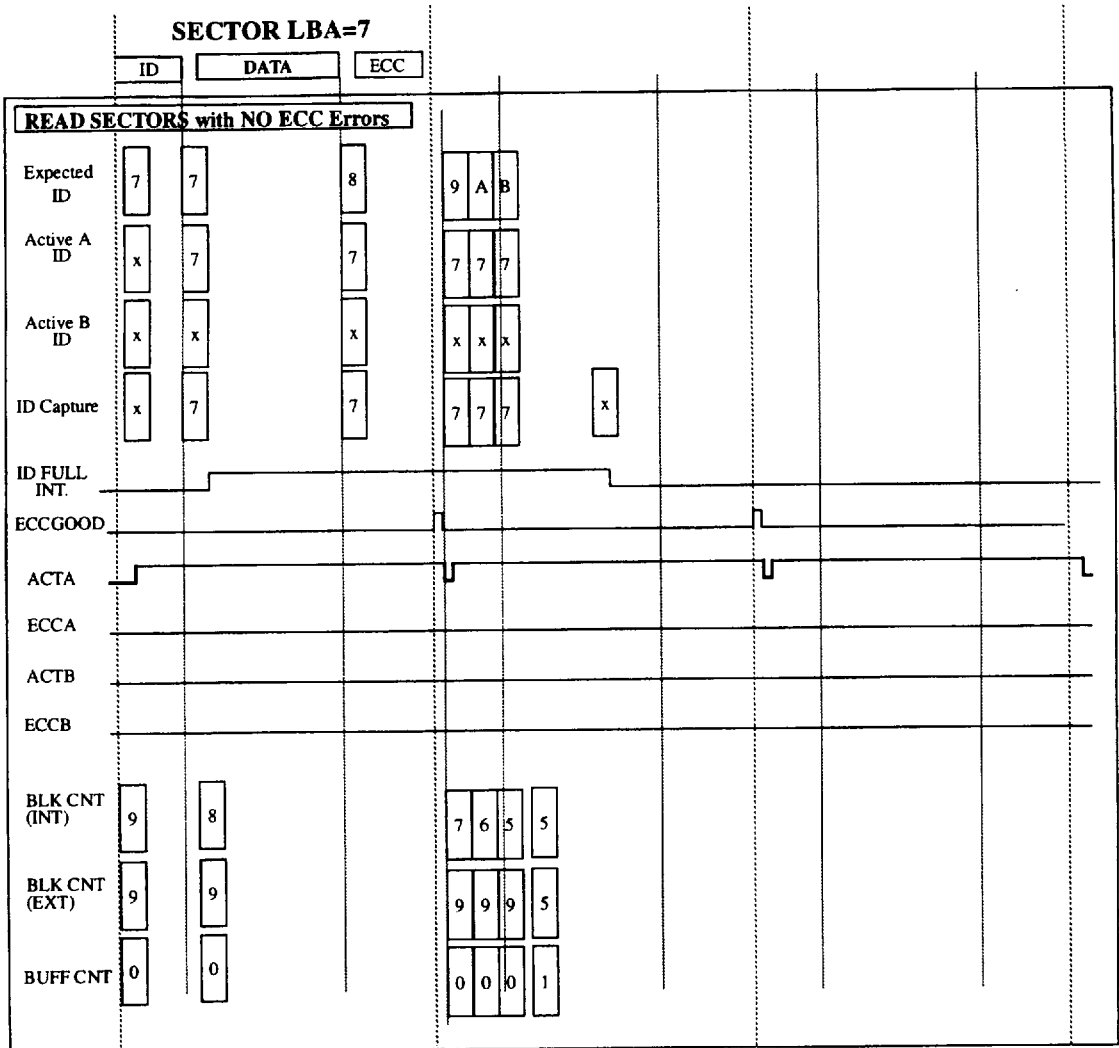 SECTOR LBA=7
ID DATA ECC
READ SECTORS with NO ECC Errors
Expected
ID
7 7 8 9 A B
Active A
ID
x 7 7 7 7 7
Active B
ID
x x x x x x
ID Capture x 7 7 7 7 7 x
ID FULL
INT.
ECCGOOD
ACTA
ECCA
ACTB
ECCB
BLK CNT
(INT)
9 8 7 6 5 5
BLK CNT
(EXT)
9 9 9 9 9 5
BUFF CNT 0 0 0 0 0 1